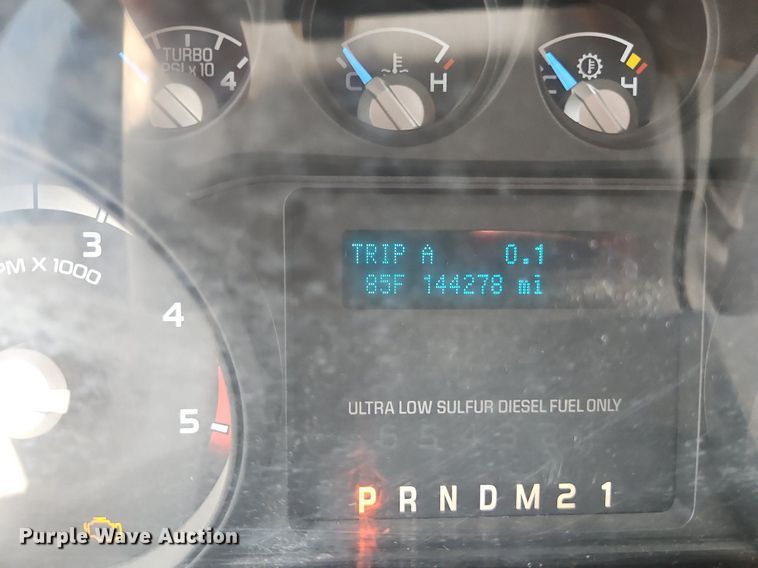 TURBO
PSI x 10
4
C H
C H
3
PM X 1000
4
5
TRIP A 0.1
85F 144278 mi
ULTRA LOW SULFUR DIESEL FUEL ONLY
P R N D M 2 1
Purple Wave Auction